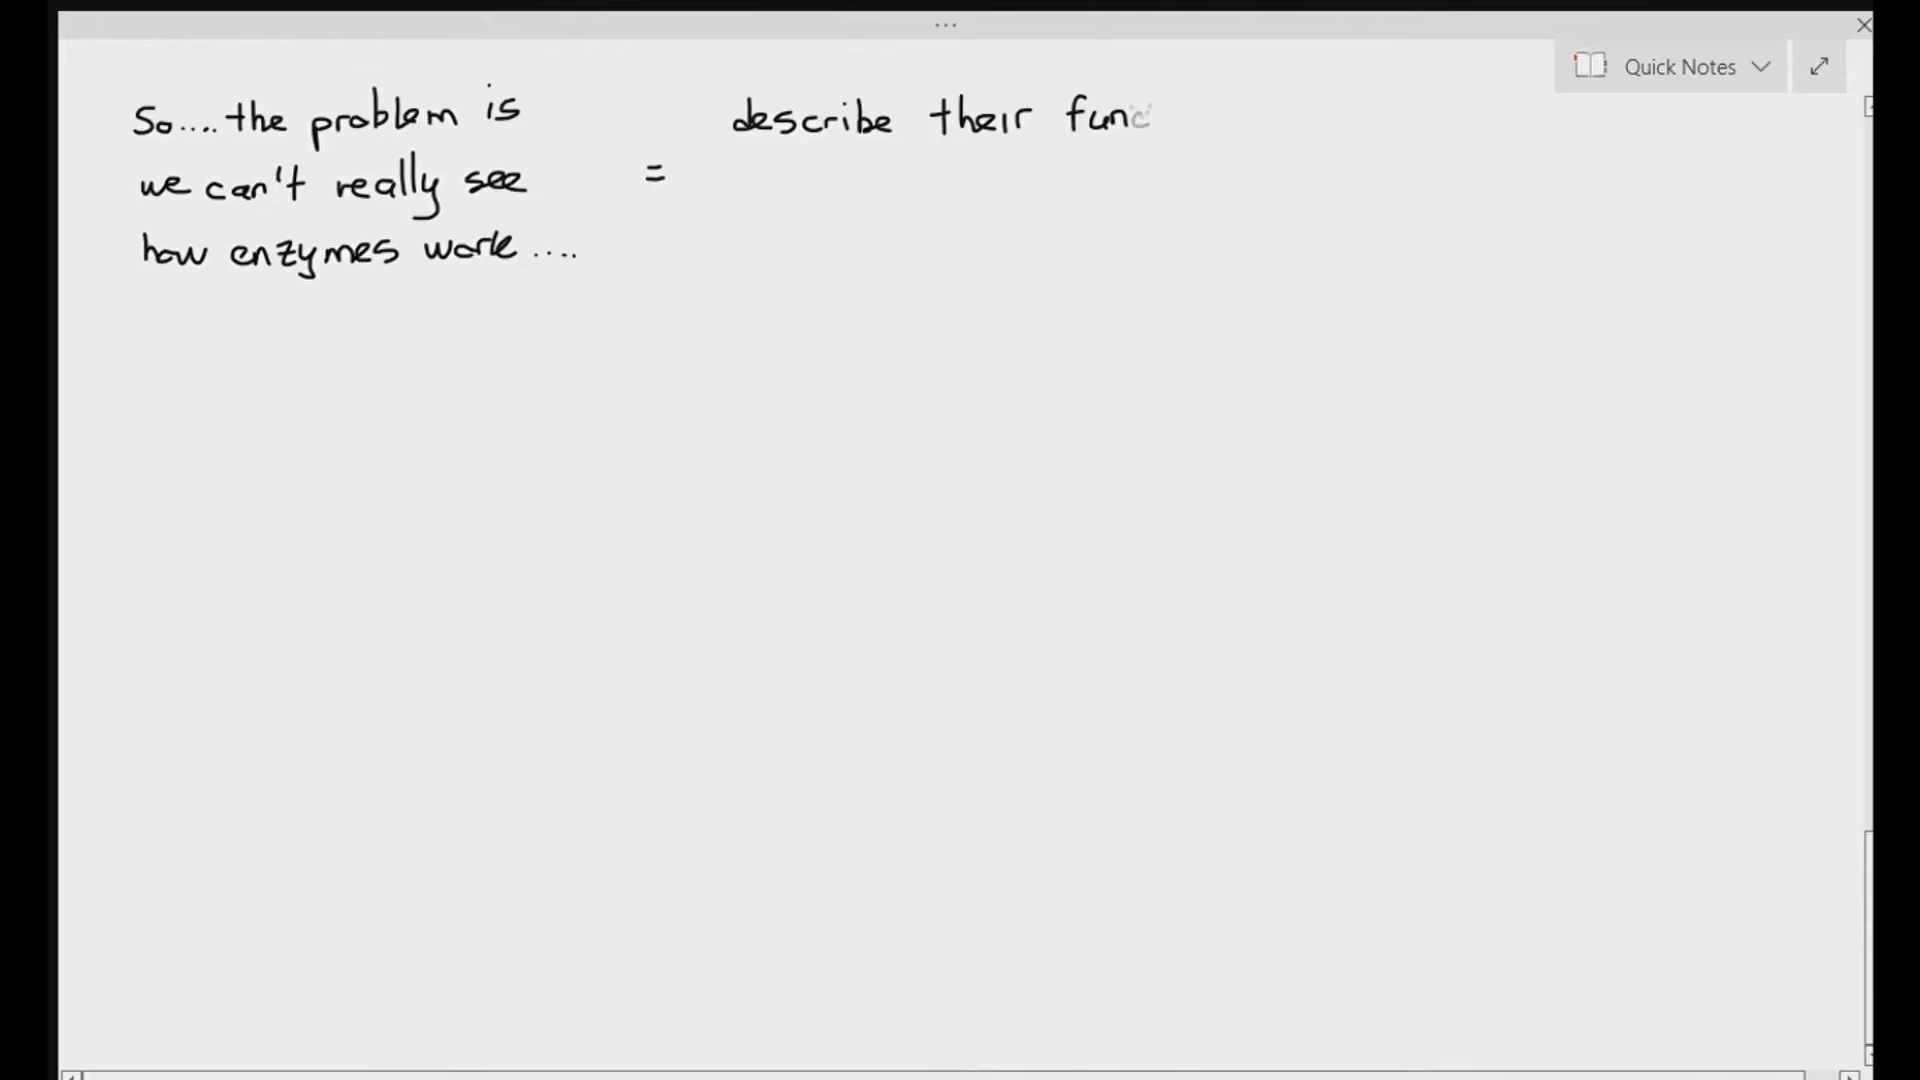 Quick Notes
So....the problem is
we can't really see
how enzymes work ....
=
describe their func